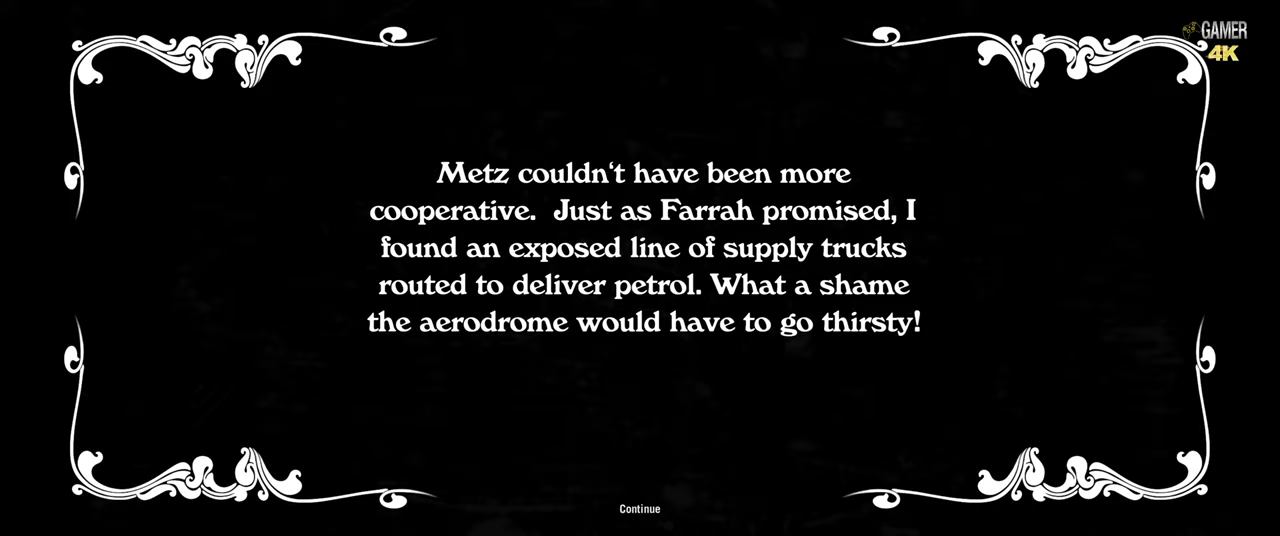 GAMER
4K
Metz couldn't have been more
cooperative. Just as Farrah promised, I
found an exposed line of supply trucks
routed to deliver petrol. What a shame
the aerodrome would have to go thirsty!
Continue